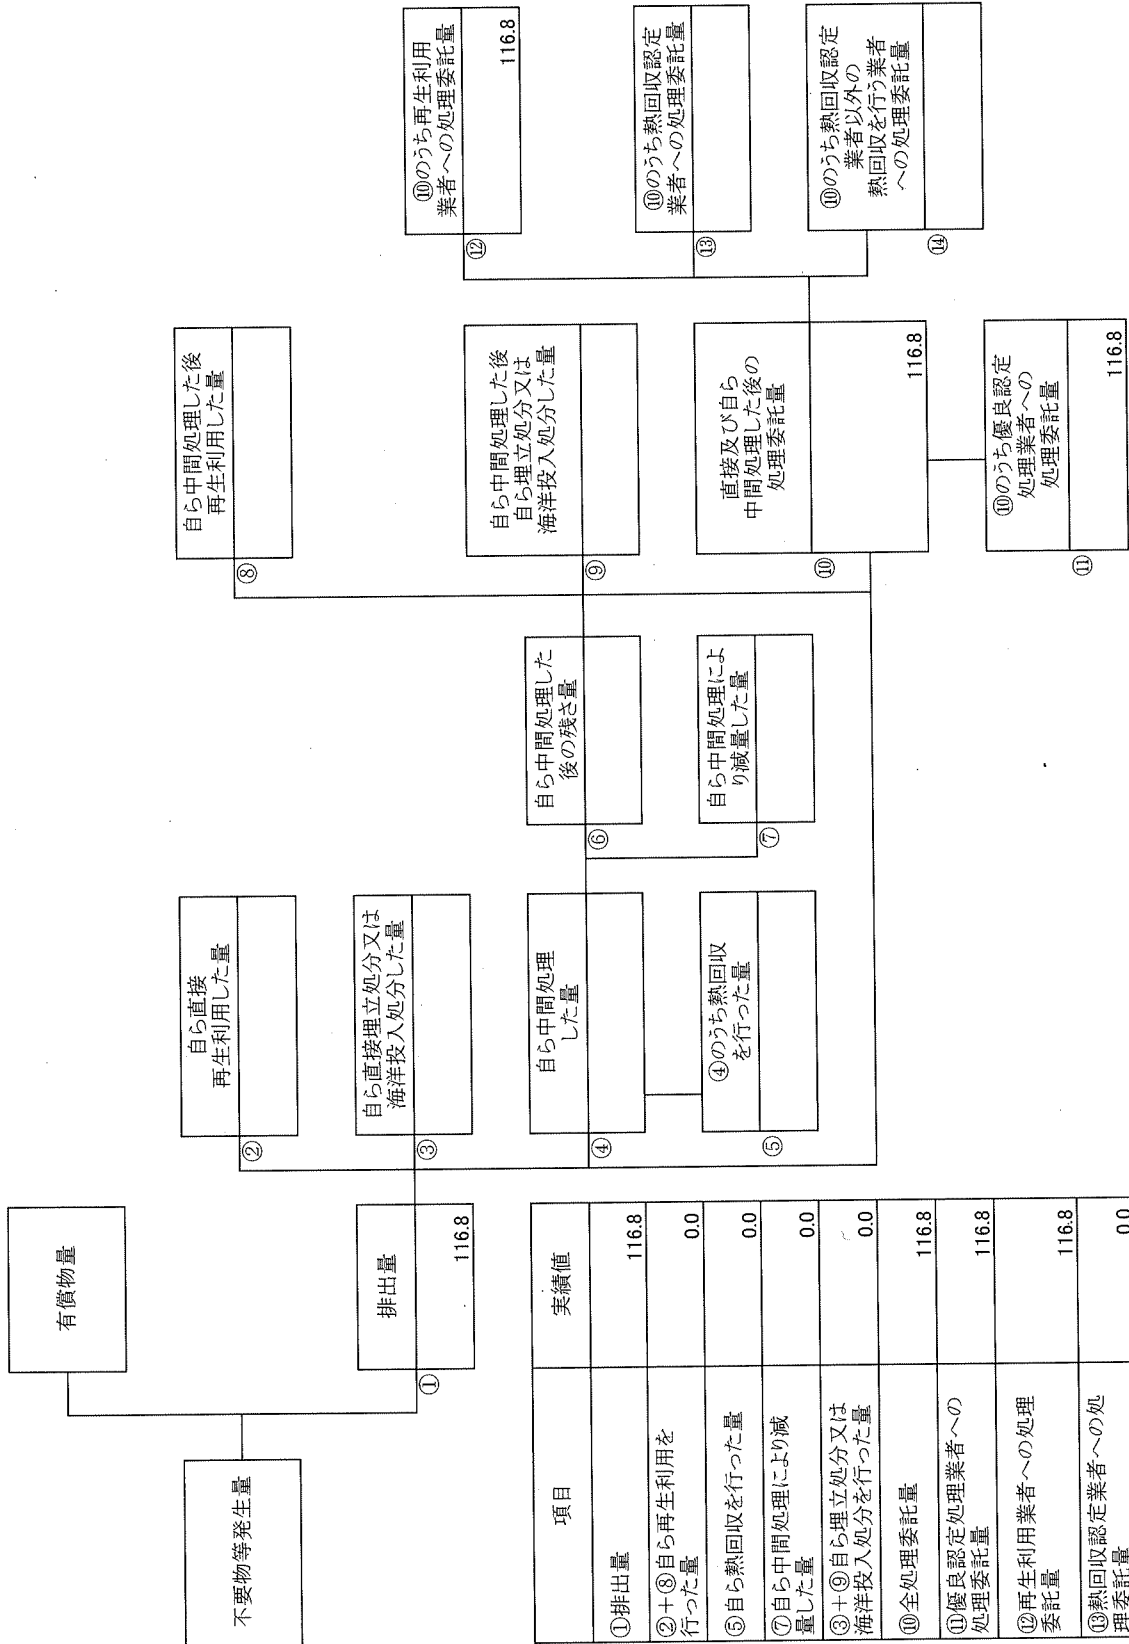 不要物等発生量
有償物量
①
排出量
116.8
②
自ら直接
再生利用した量
③
自ら直接埋立処分又は
海洋投入処分した量
④
自ら中間処理
した量
⑤
④のうち熱回収
を行った量
⑥
自ら中間処理した
後の残さ量
⑦
自ら中間処理によ
り減量した量
⑧
自ら中間処理した後
再生利用した量
⑨
自ら中間処理した後
自ら埋立処分又は
海洋投入処分した量
⑩
直接及び自ら
中間処理した後の
処理委託量
116.8
⑪
⑩のうち優良認定
処理業者への
処理委託量
116.8
⑫
⑩のうち再生利用
業者への処理委託量
116.8
⑬
⑩のうち熱回収認定
業者への処理委託量
⑭
⑩のうち熱回収認定
業者以外の
熱回収を行う業者
への処理委託量
項目 実績値
①排出量 116.8
②+⑧自ら再生利用を
行った量 0.0
⑤自ら熱回収を行った量 0.0
⑦自ら中間処理により減
量した量 0.0
③+⑨自ら埋立処分又は
海洋投入処分を行った量 0.0
⑩全処理委託量 116.8
⑪優良認定処理業者への
処理委託量 116.8
⑫再生利用業者への処理
委託量 116.8
⑬熱回収認定業者への処
理委託量 0.0